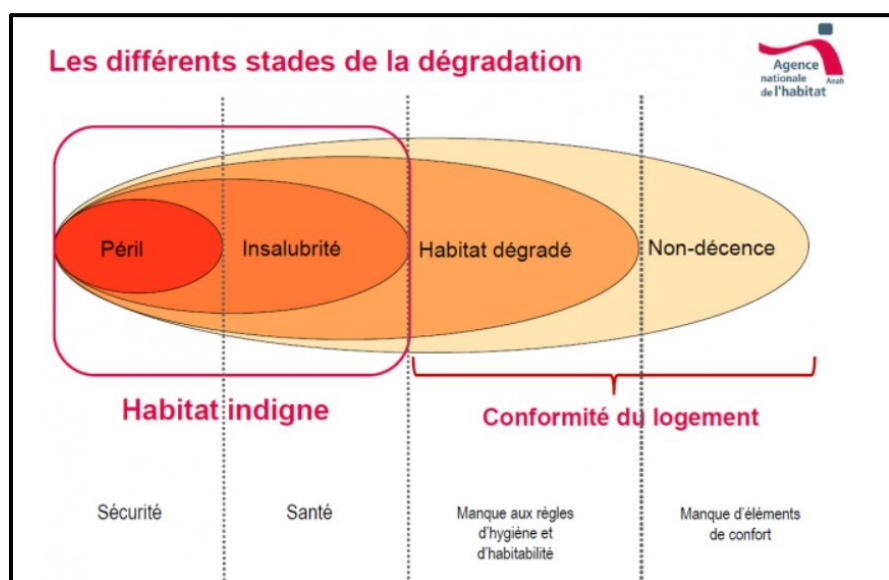 Les différents stades de la dégradation
Agence
nationale
de l'habitat
Anah
Péril
Insalubrité
Habitat dégradé
Non-décence
Habitat indigne
Conformité du logement
Sécurité
Santé
Manque aux règles
d'hygiène et
d'habitabilité
Manque d'éléments
de confort